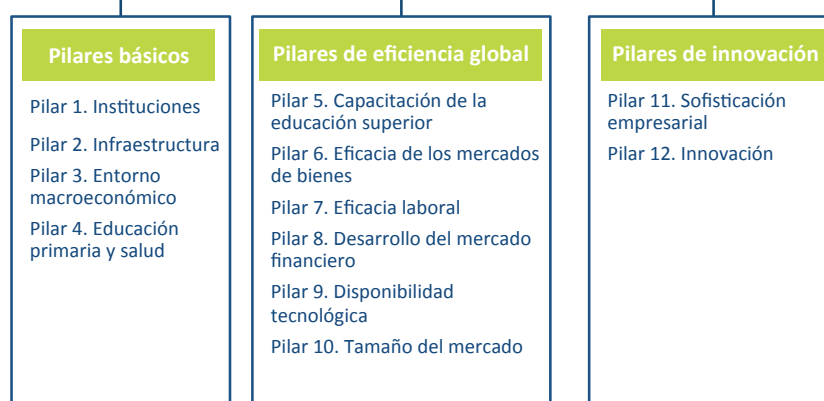 Pilares básicos
Pilar 1. Instituciones
Pilar 2. Infraestructura
Pilar 3. Entorno
macroeconómico
Pilar 4. Educación
primaria y salud
Pilares de eficiencia global
Pilar 5. Capacitación de la
educación superior
Pilar 6. Eficacia de los mercados
de bienes
Pilar 7. Eficacia laboral
Pilar 8. Desarrollo del mercado
financiero
Pilar 9. Disponibilidad
tecnológica
Pilar 10. Tamaño del mercado
Pilares de innovación
Pilar 11. Sofisticación
empresarial
Pilar 12. Innovación